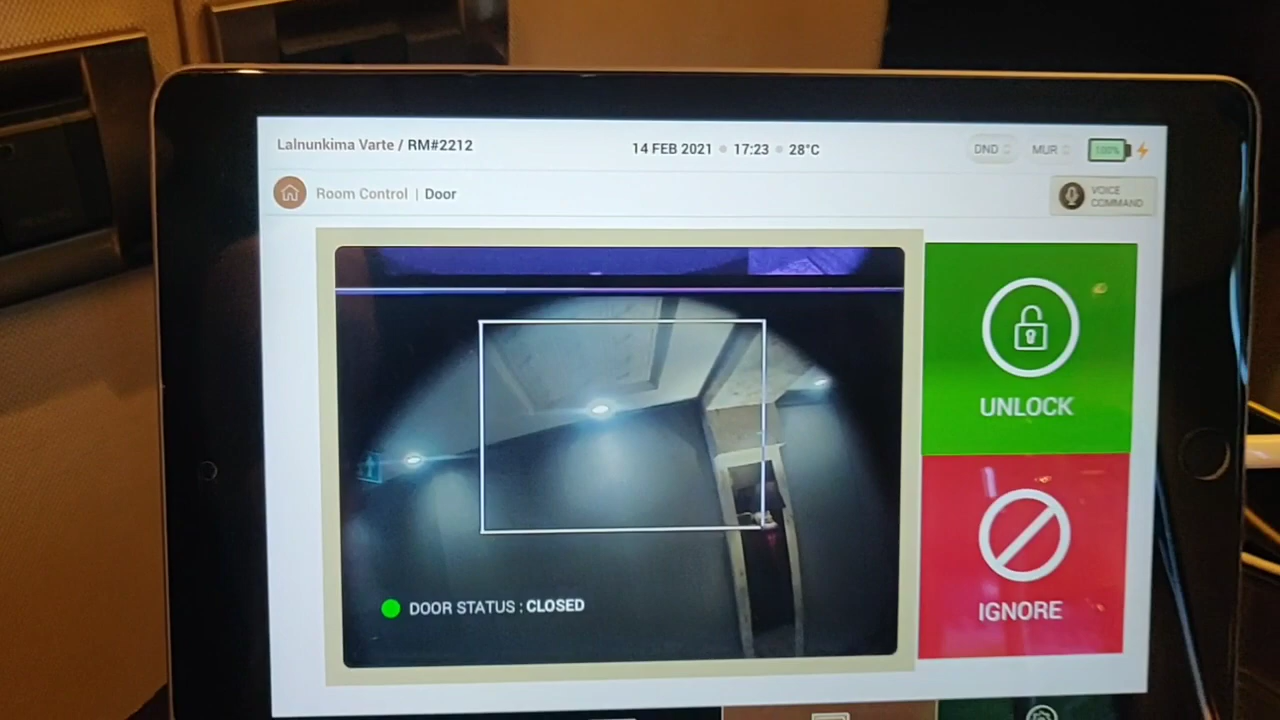 Lalnunkima Varte / RM#2212
14 FEB 2021 17:23 28°C
DND
MUR
100%
Room Control | Door
VOICE
COMMAND
UNLOCK
IGNORE
DOOR STATUS : CLOSED